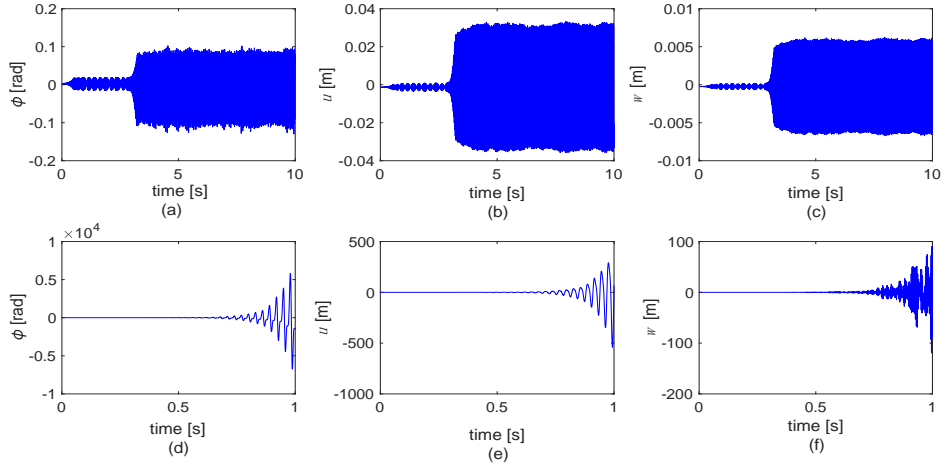 0.2
0.1
0
-0.1
-0.2
ϕ [rad]
0 5 10
time [s]
(a)
0.04
0.02
0
-0.02
-0.04
u [m]
0 5 10
time [s]
(b)
0.01
0.005
0
-0.005
-0.01
w [m]
0 5 10
time [s]
(c)
×10⁴
1
0.5
0
-0.5
-1
ϕ [rad]
0 0.5 1
time [s]
(d)
500
0
-500
-1000
u [m]
0 0.5 1
time [s]
(e)
100
0
-100
-200
w [m]
0 0.5 1
time [s]
(f)